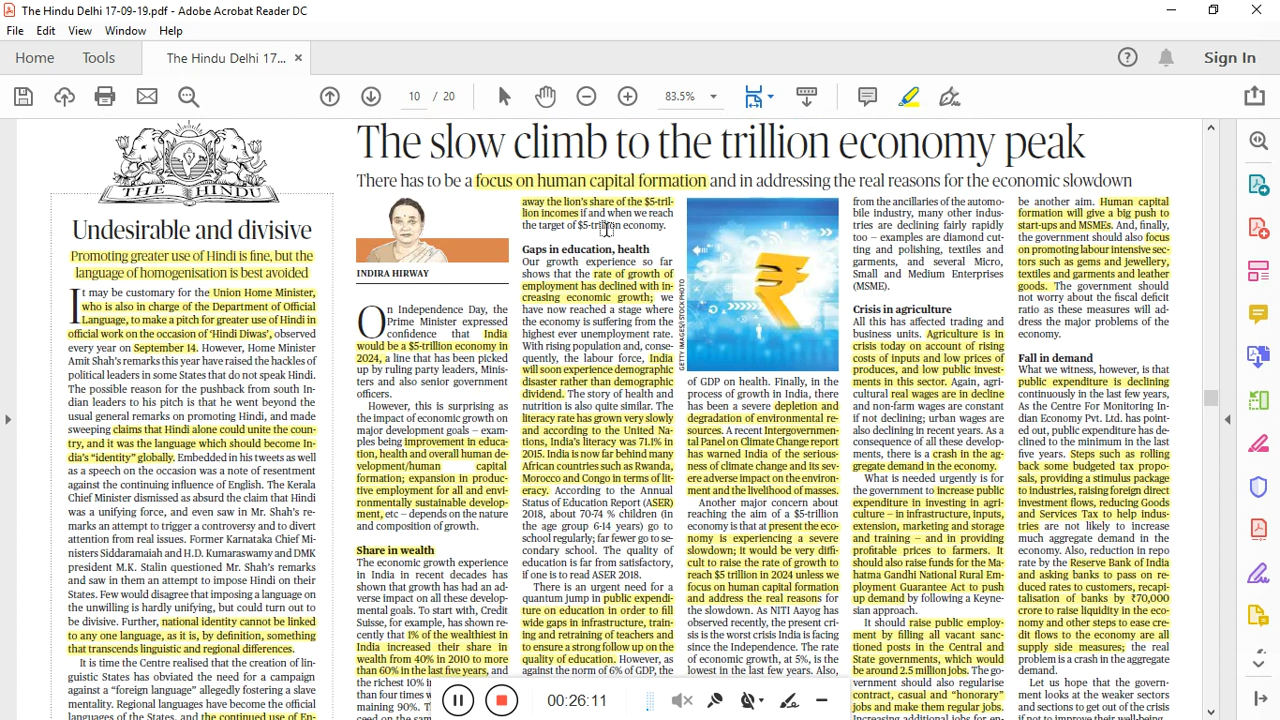 The Hindu Delhi 17-09-19.pdf - Adobe Acrobat Reader DC
File Edit View Window Help
Home Tools The Hindu Delhi 17... × Sign In
10 / 20 83.5%
THE HINDU
Undesirable and divisive
Promoting greater use of Hindi is fine, but the
language of homogenisation is best avoided
It may be customary for the Union Home Minister,
who is also in charge of the Department of Official
Language, to make a pitch for greater use of Hindi in
official work on the occasion of ‘Hindi Diwas’, observed
every year on September 14. However, Home Minister
Amit Shah’s remarks this year have raised the hackles of
political leaders in some States that do not speak Hindi.
The possible reason for the pushback from south In-
dian leaders to his pitch is that he went beyond the
usual general remarks on promoting Hindi, and made
sweeping claims that Hindi alone could unite the coun-
try, and it was the language which should become In-
dia’s “identity” globally. Embedded in his tweets as well
as a speech on the occasion was a note of resentment
against the continuing influence of English. The Kerala
Chief Minister dismissed as absurd the claim that Hindi
was a unifying force, and even saw in Mr. Shah’s re-
marks an attempt to trigger a controversy and to divert
attention from real issues. Former Karnataka Chief Mi-
nisters Siddaramaiah and H.D. Kumaraswamy and DMK
president M.K. Stalin questioned Mr. Shah’s remarks
and saw in them an attempt to impose Hindi on their
States. Few would disagree that imposing a language on
the unwilling is hardly unifying, but could turn out to
be divisive. Further, national identity cannot be linked
to any one language, as it is, by definition, something
that transcends linguistic and regional differences.
It is time the Centre realised that the creation of lin-
guistic States has obviated the need for a campaign
against a “foreign language” allegedly fostering a slave
mentality. Regional languages have become the official
languages of the States, and the continued use of En-
The slow climb to the trillion economy peak
There has to be a focus on human capital formation and in addressing the real reasons for the economic slowdown
INDIRA HIRWAY
On Independence Day, the
Prime Minister expressed
confidence that India
would be a $5-trillion economy in
2024, a line that has been picked
up by ruling party leaders, Minis-
ters and also senior government
officers.
However, this is surprising as
the impact of economic growth on
major development goals – exam-
ples being improvement in educa-
tion, health and overall human de-
velopment/human capital
formation; expansion in produc-
tive employment for all and envi-
ronmentally sustainable develop-
ment, etc – depends on the nature
and composition of growth.
Share in wealth
The economic growth experience
in India in recent decades has
shown that growth has had an ad-
verse impact on all these develop-
mental goals. To start with, Credit
Suisse, for example, has shown re-
cently that 1% of the wealthiest in
India increased their share in
wealth from 40% in 2010 to more
than 60% in the last five years, and
the richest 10% i
than four times w
maining 90%. T
ceed on the sam
away the lion’s share of the $5-tril-
lion incomes if and when we reach
the target of $5-trillion economy.
Gaps in education, health
Our growth experience so far
shows that the rate of growth of
employment has declined with in-
creasing economic growth; we
have now reached a stage where
the economy is suffering from the
highest ever unemployment rate.
With rising population and, conse-
quently, the labour force, India
will soon experience demographic
disaster rather than demographic
dividend. The story of health and
nutrition is also quite similar. The
literacy rate has grown very slowly
and according to the United Na-
tions, India’s literacy was 71.1% in
2015. India is now far behind many
African countries such as Rwanda,
Morocco and Congo in terms of lit-
eracy. According to the Annual
Status of Education Report (ASER)
2018, about 70-74 % children (in
the age group 6-14 years) go to
school regularly; far fewer go to se-
condary school. The quality of
education is far from satisfactory,
if one is to read ASER 2018.
There is an urgent need for a
quantum jump in public expendi-
ture on education in order to fill
wide gaps in infrastructure, train-
ing and retraining of teachers and
to ensure a strong follow up on the
quality of education. However, as
against the norm of 6% of GDP, the
GETTY IMAGES/ISTOCKPHOTO
of GDP on health. Finally, in the
process of growth in India, there
has been a severe depletion and
degradation of environmental re-
sources. A recent Intergovernmen-
tal Panel on Climate Change report
has warned India of the serious-
ness of climate change and its sev-
ere adverse impact on the environ-
ment and the livelihood of masses.
Another major concern about
reaching the aim of a $5-trillion
economy is that at present the eco-
nomy is experiencing a severe
slowdown; it would be very diffi-
cult to raise the rate of growth to
reach $5 trillion in 2024 unless we
focus on human capital formation
and address the real reasons for
the slowdown. As NITI Aayog has
observed recently, the present cri-
sis is the worst crisis India is facing
since the Independence. The rate
of economic growth, at 5%, is the
lowest in the last few years. Also,
from the ancillaries of the automo-
bile industry, many other indus-
tries are declining fairly rapidly
too – examples are diamond cut-
ting and polishing, textiles and
garments, and several Micro,
Small and Medium Enterprises
(MSME).
Crisis in agriculture
All this has affected trading and
business units. Agriculture is in
crisis today on account of rising
costs of inputs and low prices of
produces, and low public invest-
ments in this sector. Again, agri-
cultural real wages are in decline
and non-farm wages are constant
if not declining; urban wages are
also declining in recent years. As a
consequence of all these develop-
ments, there is a crash in the ag-
gregate demand in the economy.
What is needed urgently is for
the government to increase public
expenditure in investing in agri-
culture – in infrastructure, inputs,
extension, marketing and storage
and training – and in providing
profitable prices to farmers. It
should also raise funds for the Ma-
hatma Gandhi National Rural Em-
ployment Guarantee Act to push
up demand by following a Keyne-
sian approach.
It should raise public employ-
ment by filling all vacant sanc-
tioned posts in the Central and
State governments, which would
be around 2.5 million jobs. The go-
vernment should also regularise
contract, casual and “honorary”
jobs and make them regular jobs.
Increasing additional jobs for en-
be another aim. Human capital
formation will give a big push to
start-ups and MSMEs. And, finally,
the government should also focus
on promoting labour intensive sec-
tors such as gems and jewellery,
textiles and garments and leather
goods. The government should
not worry about the fiscal deficit
ratio as these measures will ad-
dress the major problems of the
economy.
Fall in demand
What we witness, however, is that
public expenditure is declining
continuously in the last few years,
As the Centre For Monitoring In-
dian Economy Pvt. Ltd. has point-
ed out, public expenditure has de-
clined to the minimum in the last
five years. Steps such as rolling
back some budgeted tax propo-
sals, providing a stimulus package
to industries, raising foreign direct
investment flows, reducing Goods
and Services Tax to help indus-
tries are not likely to increase
much aggregate demand in the
economy. Also, reduction in repo
rate by the Reserve Bank of India
and asking banks to pass on re-
duced rates to customers, recapi-
talisation of banks by ₹70,000
crore to raise liquidity in the eco-
nomy and other steps to ease cre-
dit flows to the economy are all
supply side measures; the real
problem is a crash in the aggregate
demand.
Let us hope that the govern-
ment looks at the weaker sectors
and sections to get out of the crisis
00:26:11